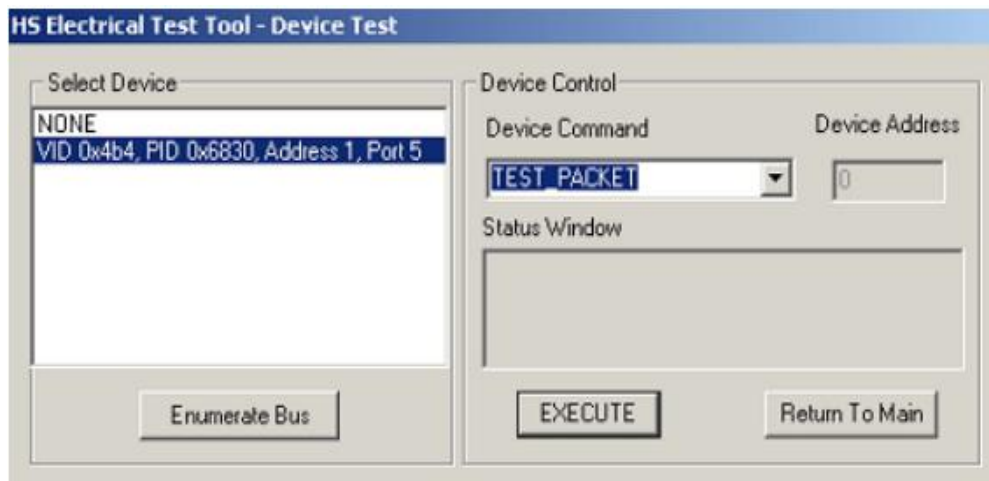 HS Electrical Test Tool - Device Test
Select Device
NONE
VID 0x4b4, PID 0x6830, Address 1, Port 5
Enumerate Bus
Device Control
Device Command
Device Address
TEST_PACKET
0
Status Window
EXECUTE
Return To Main